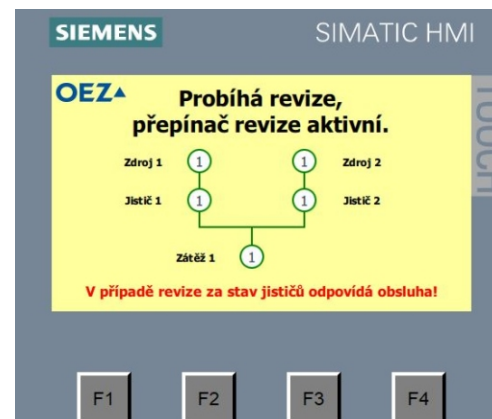 SIEMENS
SIMATIC HMI
TOUCH
OEZ
Probíhá revize,
přepínač revize aktivní.
Zdroj 1 1 1 Zdroj 2
Jistič 1 1 1 Jistič 2
Zátěž 1 1
V případě revize za stav jističů odpovídá obsluha!
F1 F2 F3 F4